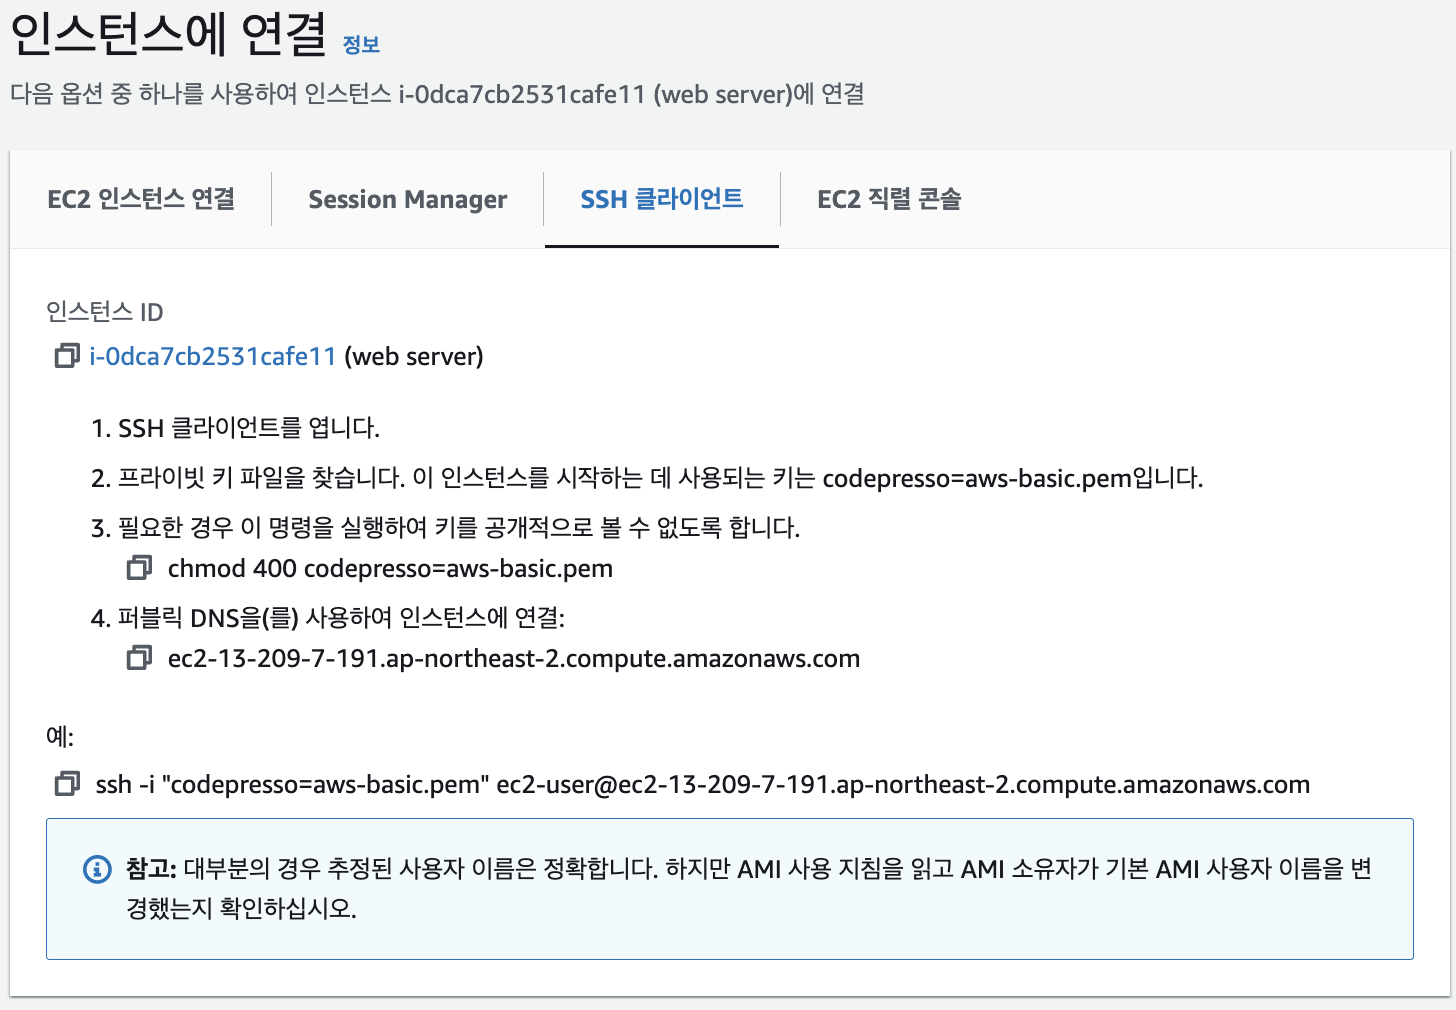 인스턴스에 연결 정보
다음 옵션 중 하나를 사용하여 인스턴스 i-0dca7cb2531cafe11 (web server)에 연결
EC2 인스턴스 연결
Session Manager
SSH 클라이언트
EC2 직렬 콘솔
인스턴스 ID
i-0dca7cb2531cafe11 (web server)
1. SSH 클라이언트를 엽니다.
2. 프라이빗 키 파일을 찾습니다. 이 인스턴스를 시작하는 데 사용되는 키는 codepresso=aws-basic.pem입니다.
3. 필요한 경우 이 명령을 실행하여 키를 공개적으로 볼 수 없도록 합니다.
chmod 400 codepresso=aws-basic.pem
4. 퍼블릭 DNS을(를) 사용하여 인스턴스에 연결:
ec2-13-209-7-191.ap-northeast-2.compute.amazonaws.com
예:
ssh -i "codepresso=aws-basic.pem" ec2-user@ec2-13-209-7-191.ap-northeast-2.compute.amazonaws.com
참고: 대부분의 경우 추정된 사용자 이름은 정확합니다. 하지만 AMI 사용 지침을 읽고 AMI 소유자가 기본 AMI 사용자 이름을 변
경했는지 확인하십시오.